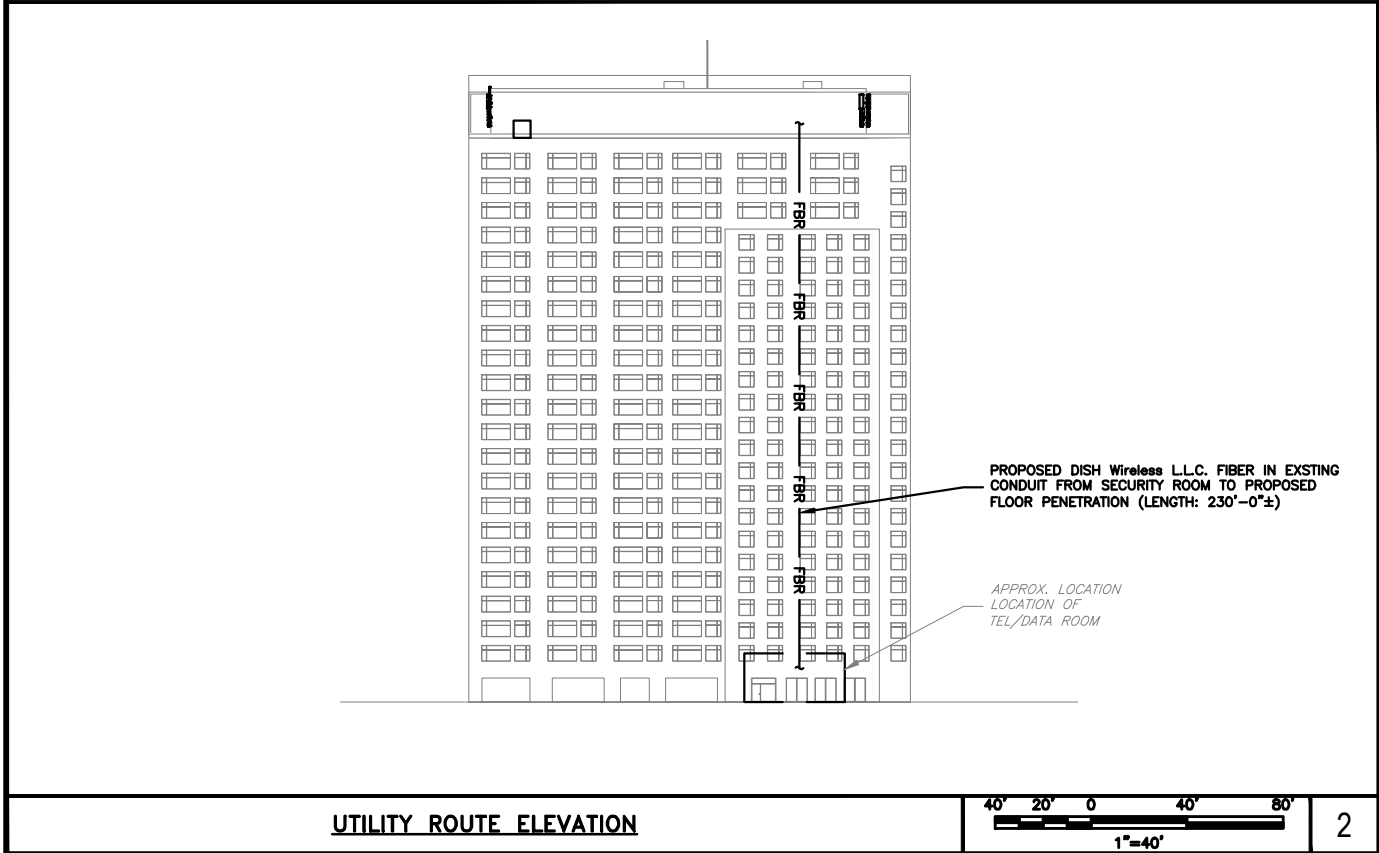 FBR
FBR
FBR
FBR
FBR
PROPOSED DISH Wireless L.L.C. FIBER IN EXSTING
CONDUIT FROM SECURITY ROOM TO PROPOSED
FLOOR PENETRATION (LENGTH: 230'-0"±)
APPROX. LOCATION
LOCATION OF
TEL/DATA ROOM
UTILITY ROUTE ELEVATION
40' 20' 0 40' 80'
1"=40'
2